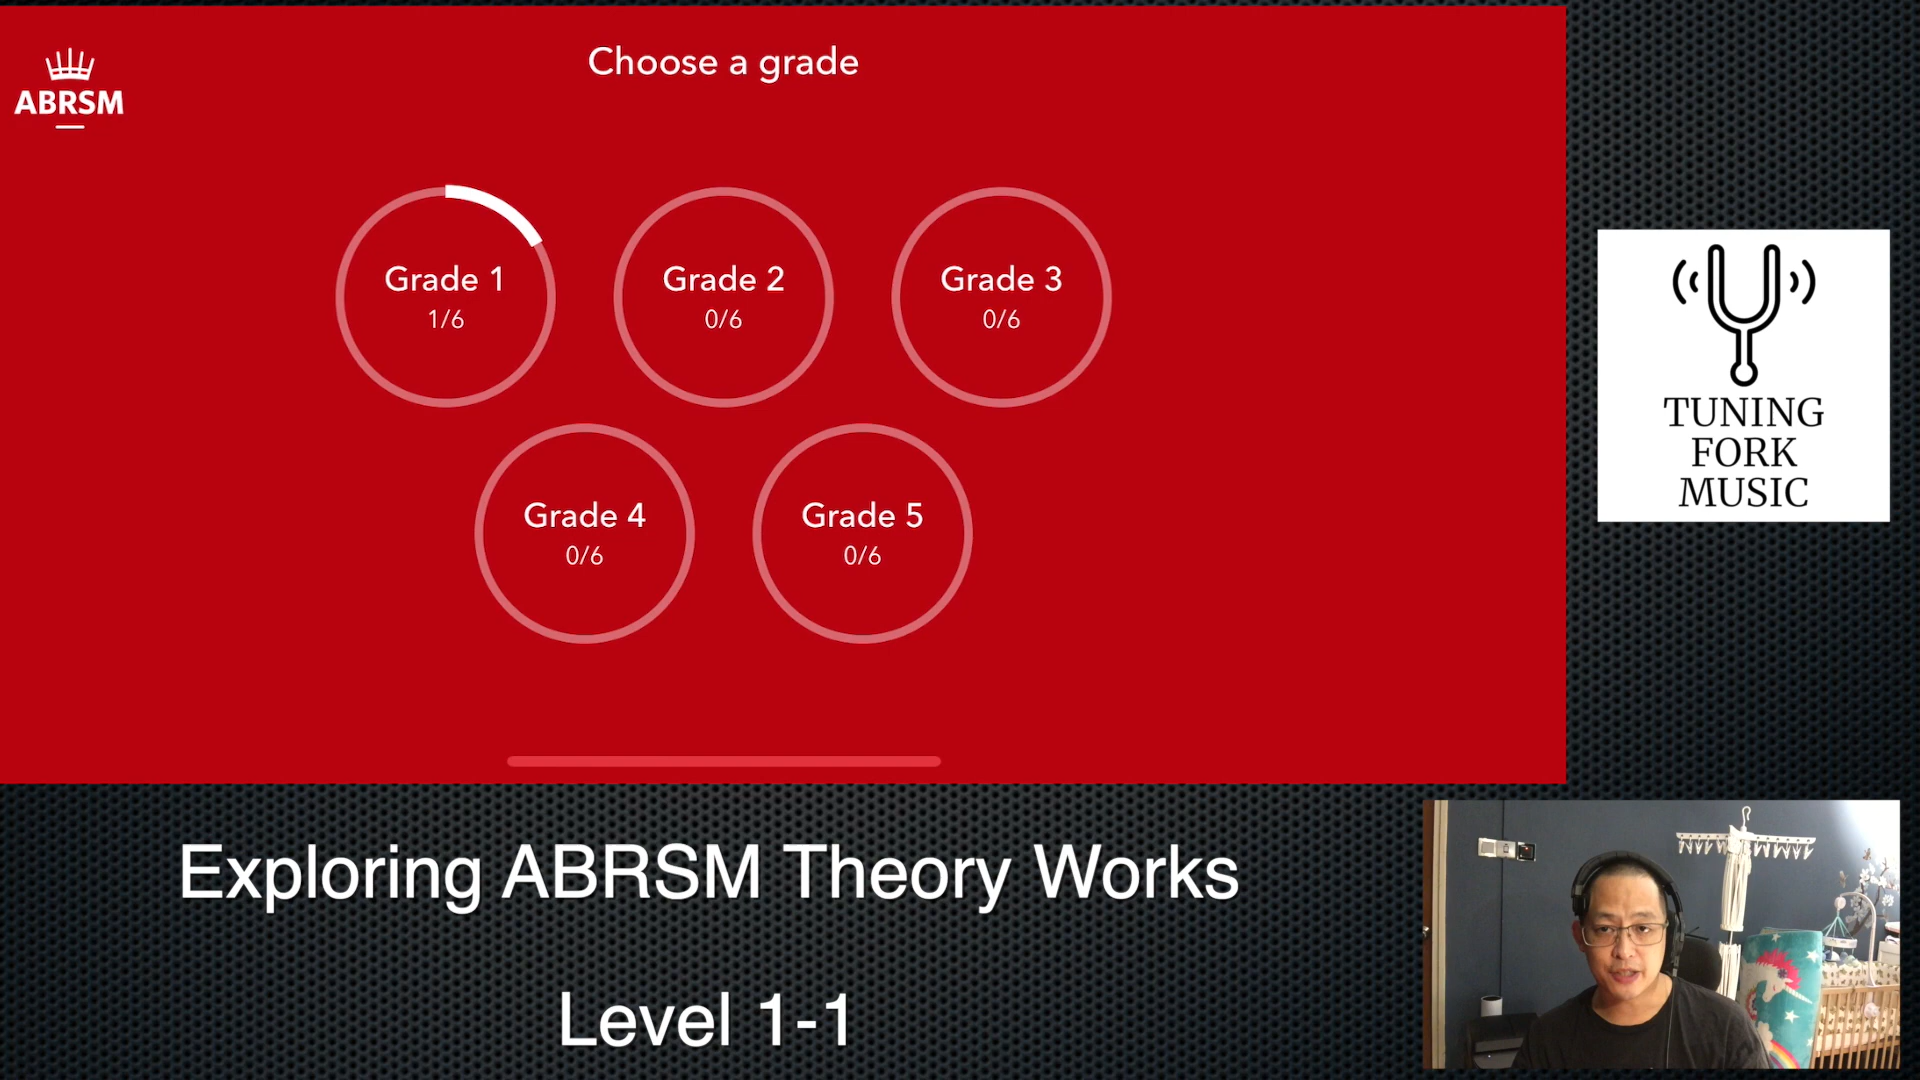 Choose a grade
ABRSM
Grade 1
1/6
Grade 2
0/6
Grade 3
0/6
Grade 4
0/6
Grade 5
0/6
TUNING
FORK
MUSIC
Exploring ABRSM Theory Works
Level 1-1